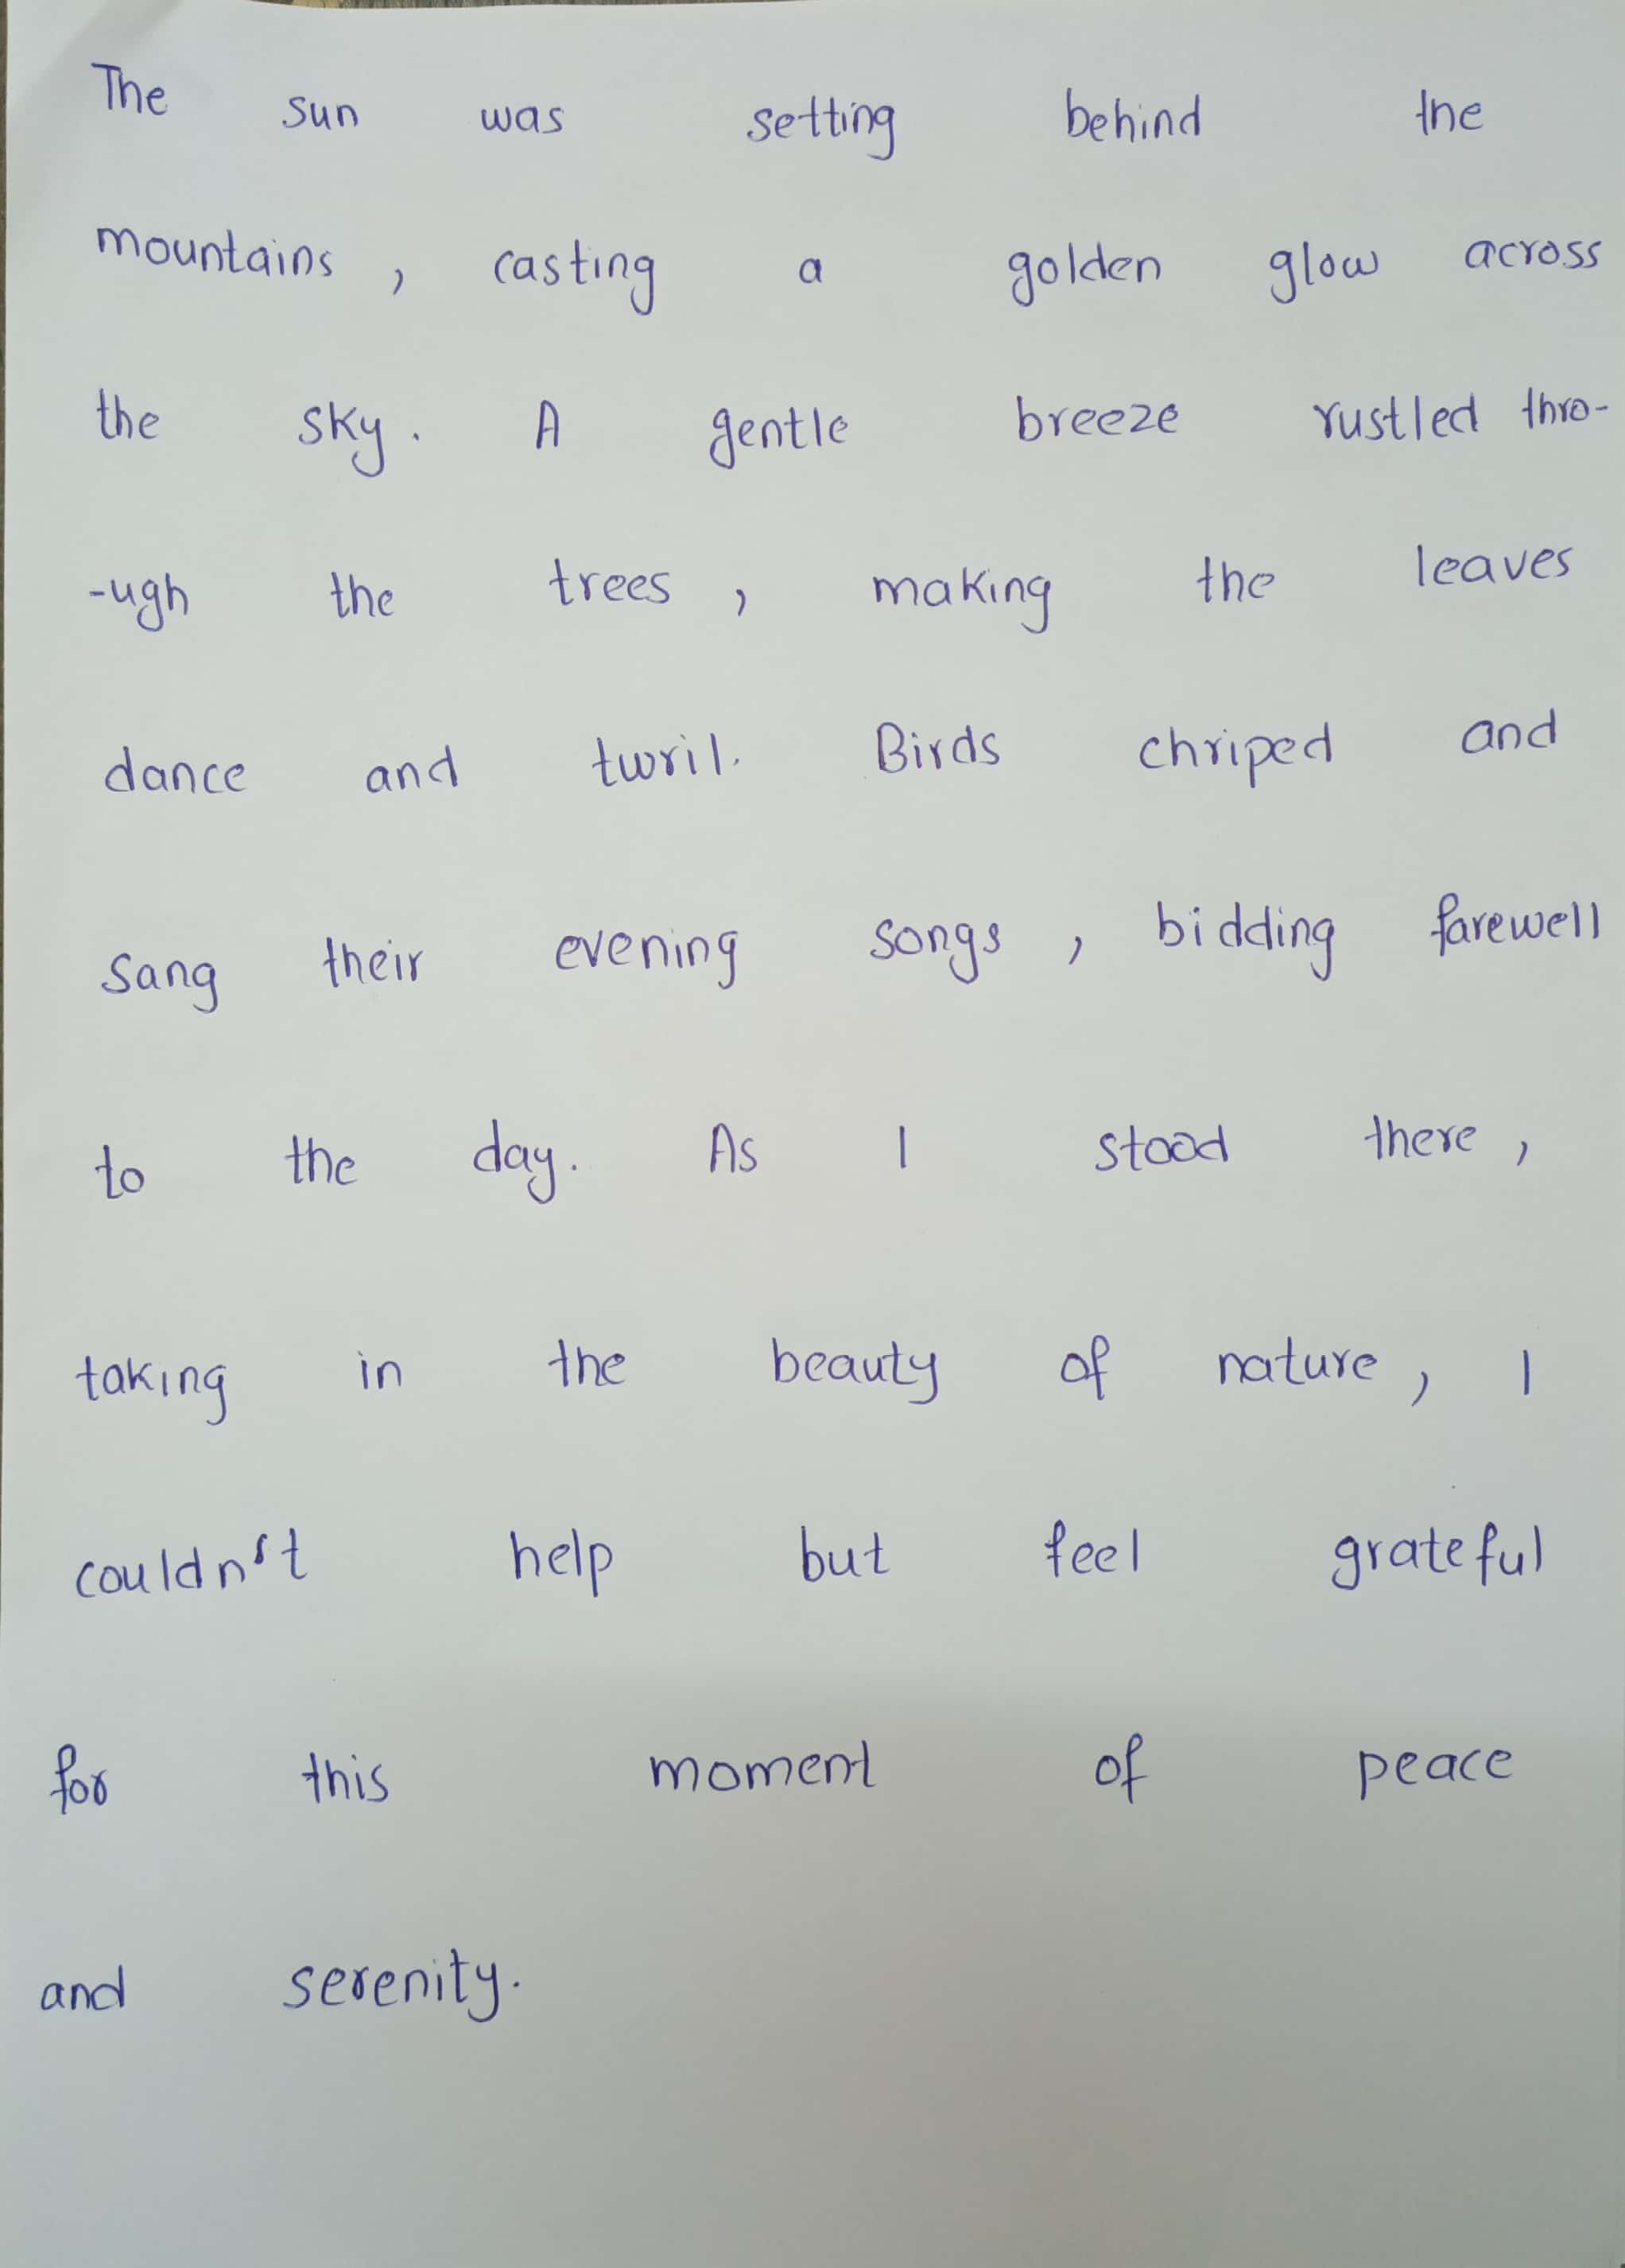 The sun was setting behind the
mountains, casting a golden glow across
the sky. A gentle breeze rustled thro-
-ugh the trees, making the leaves
dance and twril. Birds chriped and
sang their evening songs, bidding farewell
to the day. As I stood there,
taking in the beauty of nature, I
couldn't help but feel grateful
for this moment of peace
and serenity.